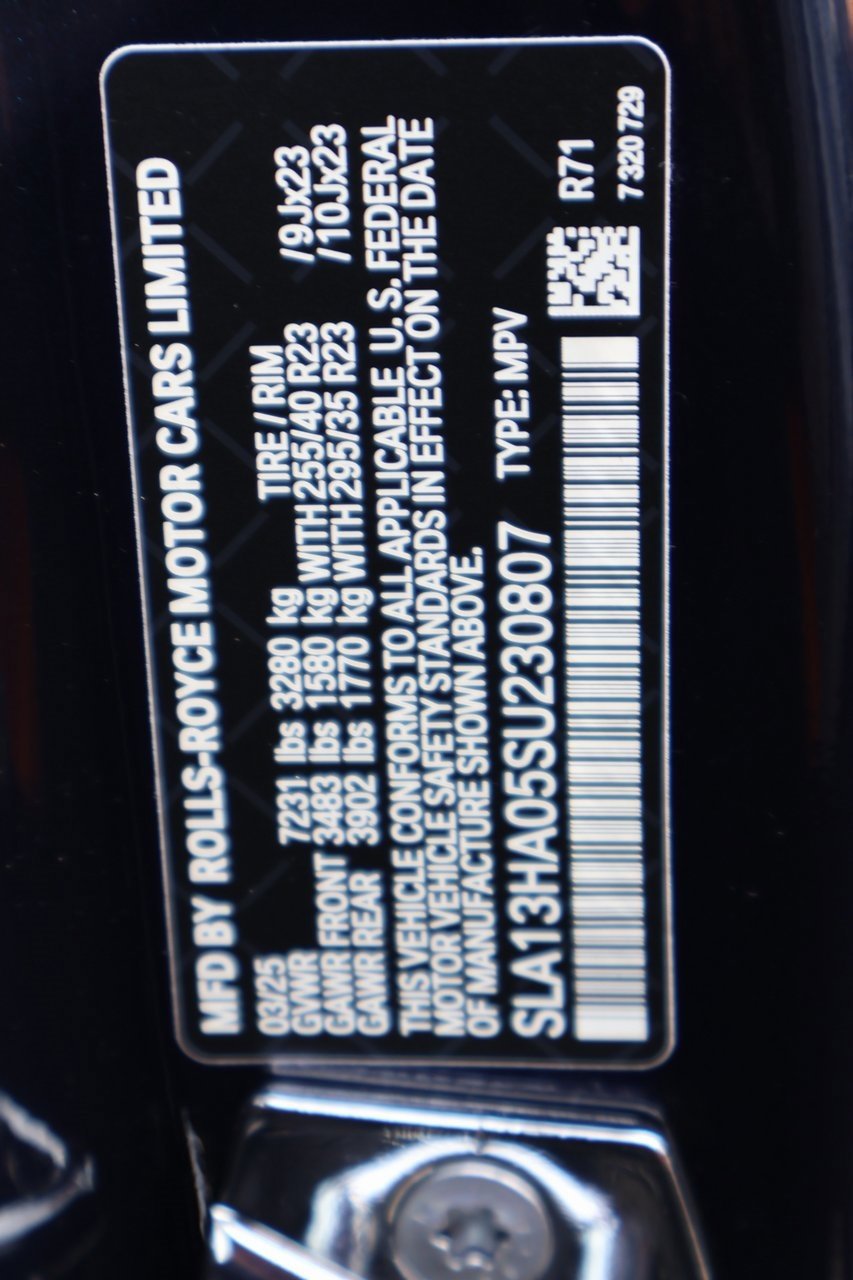 MFD BY ROLLS-ROYCE MOTOR CARS LIMITED
03/25 TIRE / RIM
GVWR 7231 lbs 3280 kg
GAWR FRONT 3483 lbs 1580 kg WITH 255/40 R23 /9Jx23
GAWR REAR 3902 lbs 1770 kg WITH 295/35 R23 /10Jx23
THIS VEHICLE CONFORMS TO ALL APPLICABLE U.S. FEDERAL
MOTOR VEHICLE SAFETY STANDARDS IN EFFECT ON THE DATE
OF MANUFACTURE SHOWN ABOVE.
SLA13HA05SU230807 TYPE: MPV
R71
7 320 729